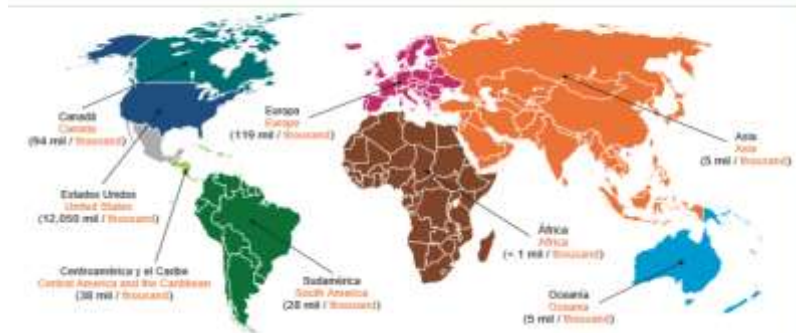 Canadá
Canada
(94 mil / thousand)
Europa
Europe
(119 mil / thousand)
Asia
Asia
(5 mil / thousand)
Estados Unidos
United States
(12,050 mil / thousand)
África
Africa
(< 1 mil / thousand)
Centroamérica y el Caribe
Central America and the Caribbean
(38 mil / thousand)
Sudamérica
South America
(28 mil / thousand)
Oceanía
Oceania
(5 mil / thousand)